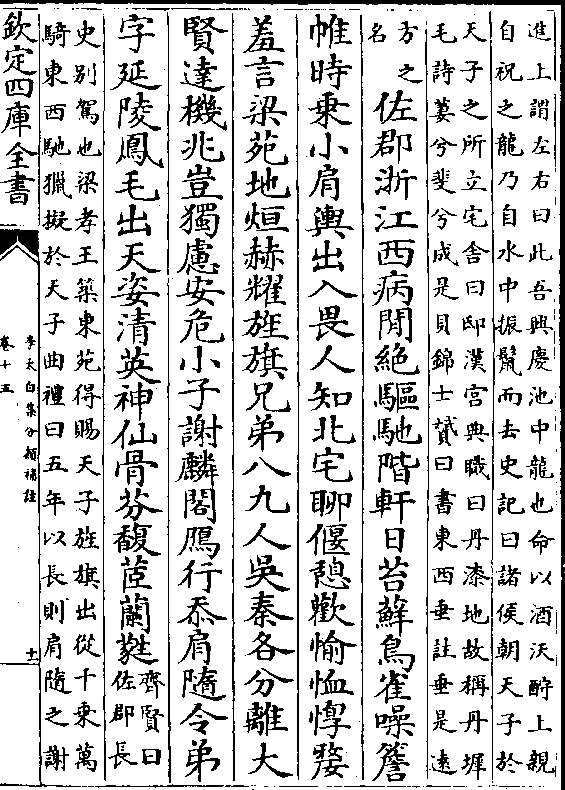 進上謂左右曰此吾興慶池中龍也命以酒沃酹上親
自祝之龍乃自水中振鬛而去史記曰諸侯朝天子於
天子之所立宅舍曰邸漢宫典職曰丹漆地故稱丹墀
毛詩萋兮斐兮成是貝錦士贇曰書東西垂註垂是遠
方之
名
佐郡浙江西病閒絶驅馳階軒日苔蘚鳥雀噪簷
帷時乗小肩輿出入畏人知北宅聊偃憩歡愉恤惸嫠
羞言梁苑地烜赫耀旌旗兄弟八九人吳秦各分離大
賢達機兆豈獨慮安危小子謝麟閣鴈行忝肩隨令弟
字延陵鳳毛出天姿清英神仙骨芬馥茝蘭蕤
齊賢曰
佐郡長
史别駕也梁孝王築東苑得賜天子旌旗出從千乗萬
騎東西馳獵擬於天子曲禮曰五年以長則肩隨之謝
欽定四庫全書
李太白集分類補註
卷十五
十一